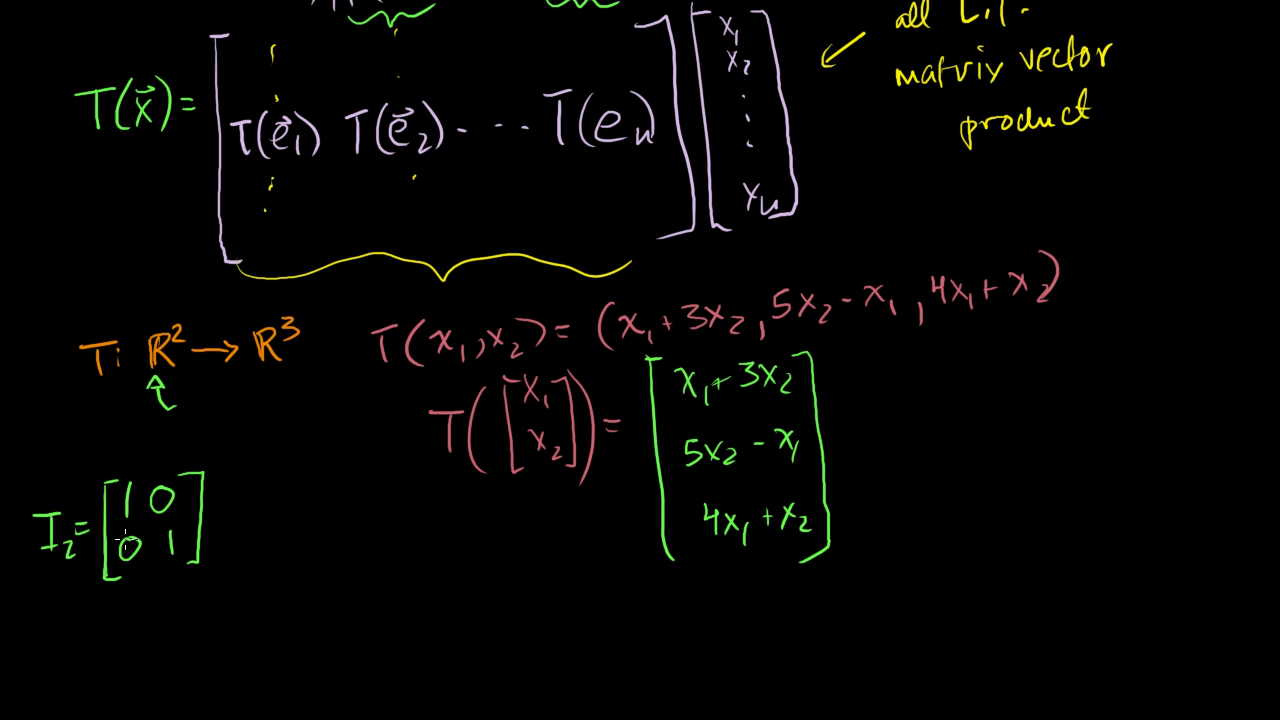 all L.T.
matrix vector
product
T(x⃗) = [T(e⃗₁) T(e⃗₂) · ··· T(eₙ)] [x₁ x₂ ⋮ xₙ]
T: ℝ² → ℝ³
T(x₁, x₂) = (x₁ + 3x₂, 5x₂ - x₁, 4x₁ + x₂)
T([x₁ x₂]) = [x₁ + 3x₂
5x₂ - x₁
4x₁ + x₂]
I₂ = [1 0
0 1]